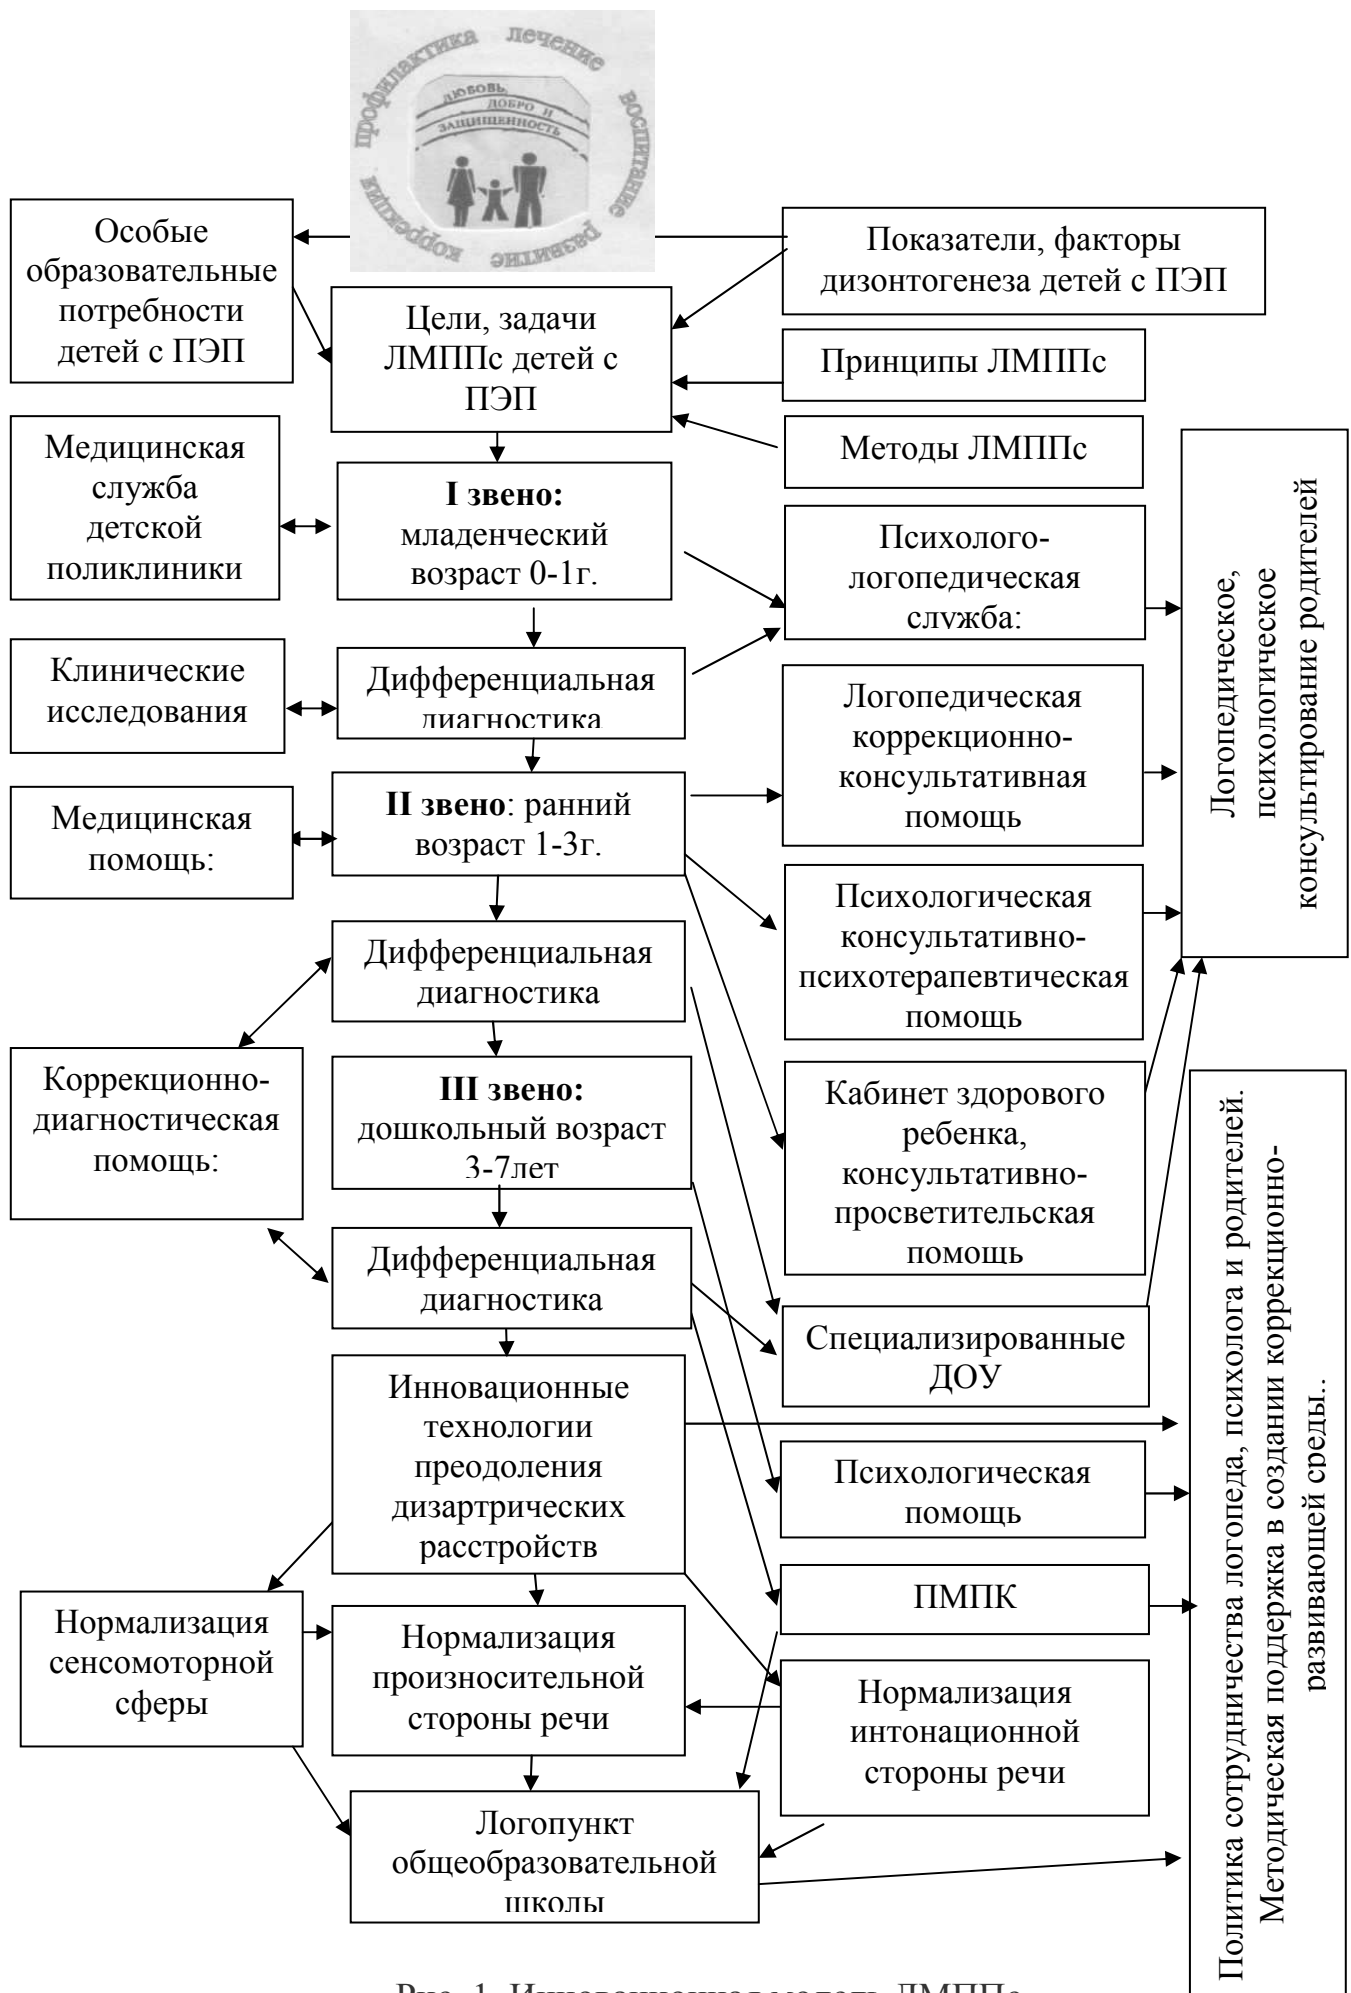 профилактика лечение воспитание развитие коррекция
ЛЮБОВЬ,
ДОБРО И
ЗАЩИЩЕННОСТЬ
Особые
образовательные
потребности
детей с ПЭП
Показатели, факторы
дизонтогенеза детей с ПЭП
Цели, задачи
ЛМППс детей с
ПЭП
Принципы ЛМППс
Методы ЛМППс
Медицинская
служба
детской
поликлиники
I звено:
младенческий
возраст 0-1г.
Психолого-
логопедическая
служба:
Логопедическое,
психологическое
консультирование родителей
Клинические
исследования
Дифференциальная
диагностика
Логопедическая
коррекционно-
консультативная
помощь
Медицинская
помощь:
II звено: ранний
возраст 1-3г.
Психологическая
консультативно-
психотерапевтическая
помощь
Дифференциальная
диагностика
Коррекционно-
диагностическая
помощь:
III звено:
дошкольный возраст
3-7лет
Кабинет здорового
ребенка,
консультативно-
просветительская
помощь
Дифференциальная
диагностика
Специализированные
ДОУ
Инновационные
технологии
преодоления
дизартрических
расстройств
Психологическая
помощь
ПМПК
Политика сотрудничества логопеда, психолога и родителей.
Методическая поддержка в создании коррекционно-
развивающей среды..
Нормализация
сенсомоторной
сферы
Нормализация
произносительной
стороны речи
Нормализация
интонационной
стороны речи
Логопункт
общеобразовательной
школы
Рис. 1. Инновационная модель ЛМППс